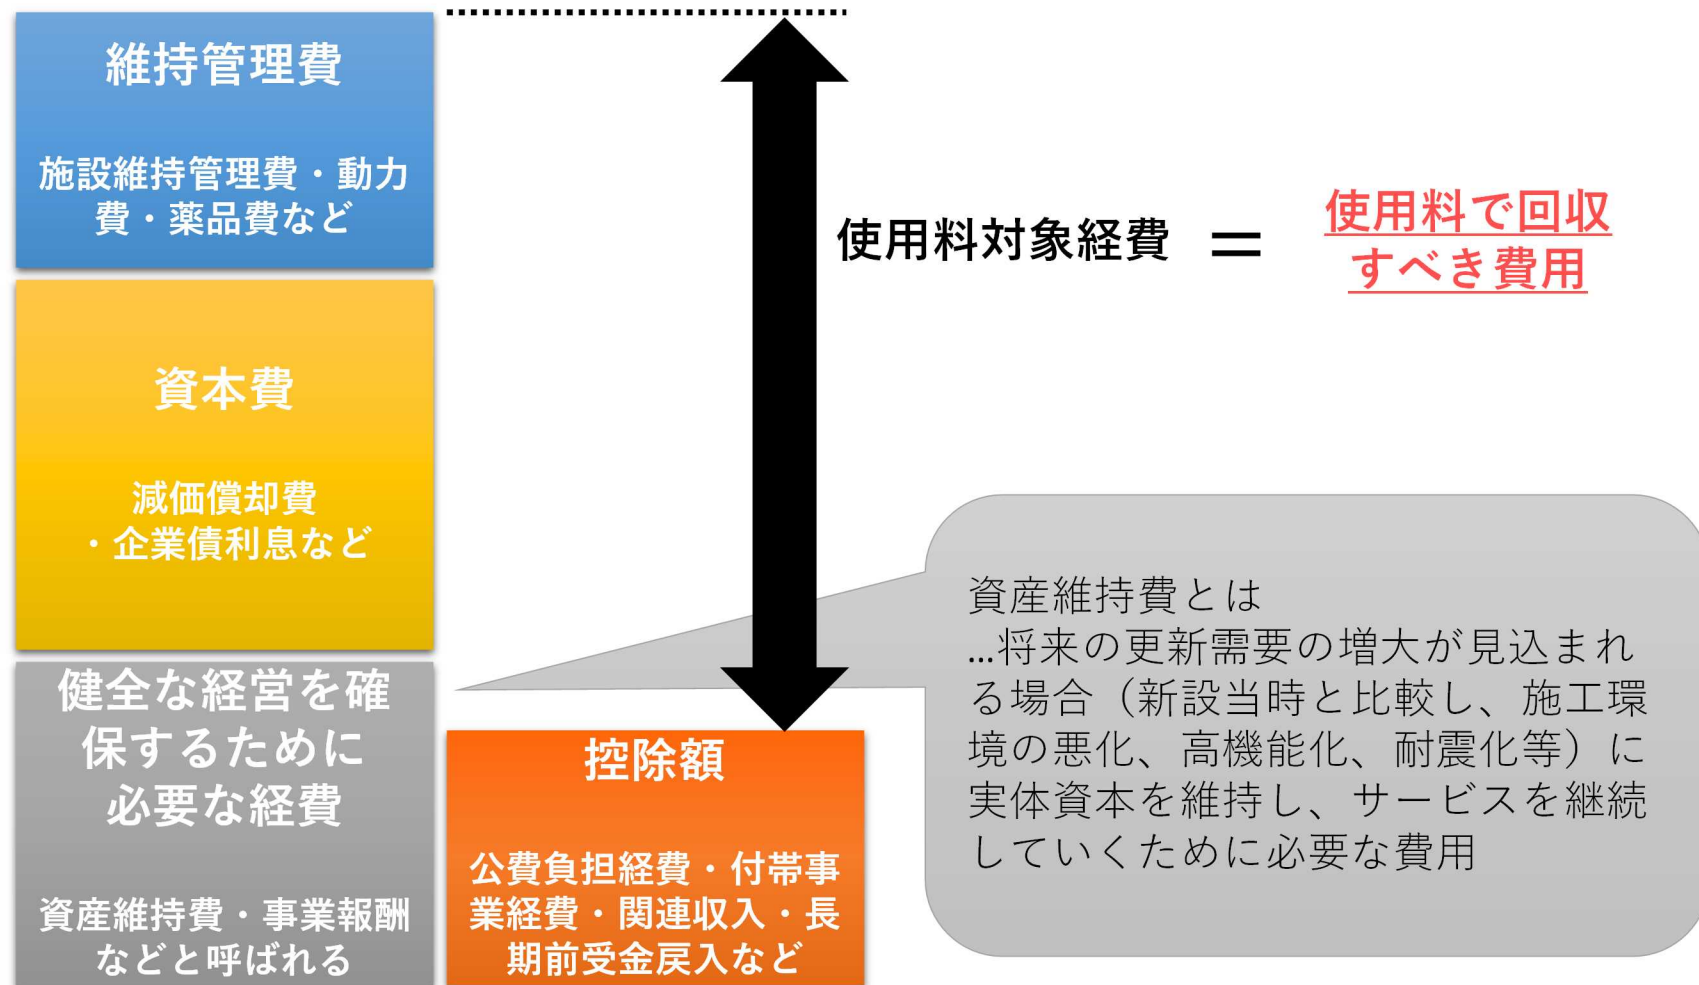 維持管理費
施設維持管理費・動力
費・薬品費など
資本費
減価償却費
・企業債利息など
健全な経営を確
保するために
必要な経費
資産維持費・事業報酬
などと呼ばれる
控除額
公費負担経費・付帯事
業経費・関連収入・長
期前受金戻入など
使用料対象経費 =
使用料で回収
すべき費用
資産維持費とは
…将来の更新需要の増大が見込まれ
る場合（新設当時と比較し、施工環
境の悪化、高機能化、耐震化等）に
実体資本を維持し、サービスを継続
していくために必要な費用